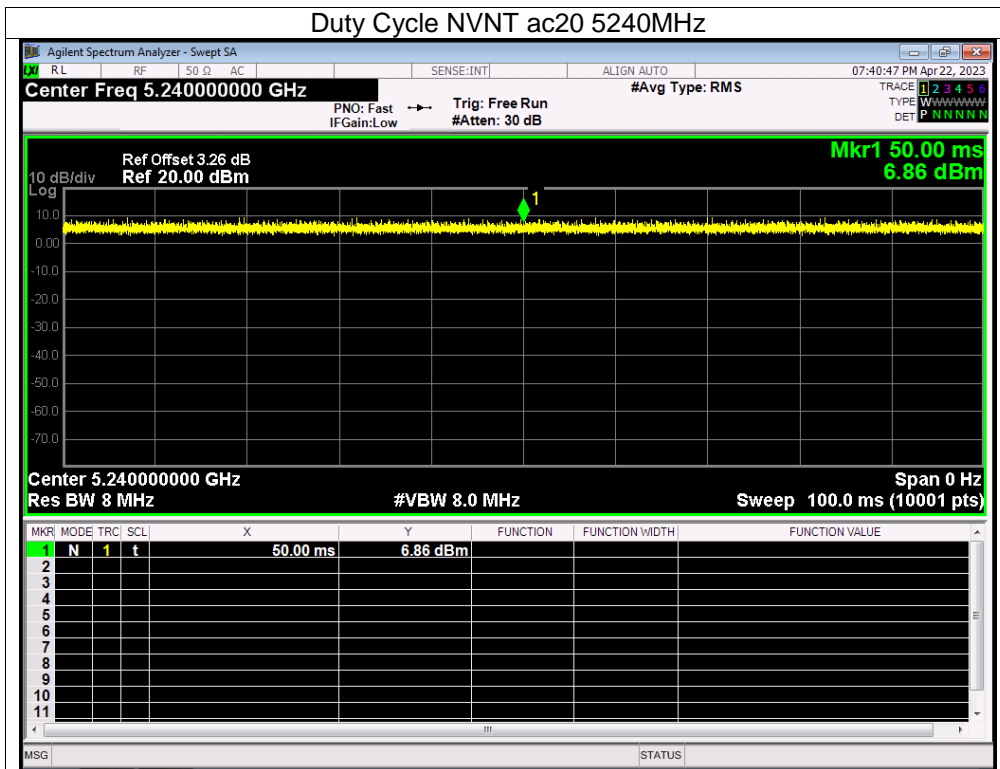 Duty Cycle NVNT ac20 5240MHz
Agilent Spectrum Analyzer - Swept SA
LXI RL RF 50 Ω AC SENSE:INT ALIGN AUTO 07:40:47 PM Apr 22, 2023
Center Freq 5.240000000 GHz #Avg Type: RMS TRACE 1 2 3 4 5 6
PNO: Fast Trig: Free Run TYPE WWWWWW
IFGain:Low #Atten: 30 dB DET P N N N N N
Mkr1 50.00 ms
Ref Offset 3.26 dB
10 dB/div Ref 20.00 dBm 6.86 dBm
Log
1
10.0
0.00
-10.0
-20.0
-30.0
-40.0
-50.0
-60.0
-70.0
Center 5.240000000 GHz Span 0 Hz
Res BW 8 MHz #VBW 8.0 MHz Sweep 100.0 ms (10001 pts)
MKR MODE TRC SCL X Y FUNCTION FUNCTION WIDTH FUNCTION VALUE
1 N 1 t 50.00 ms 6.86 dBm
2
3
4
5
6
7
8
9
10
11
MSG STATUS